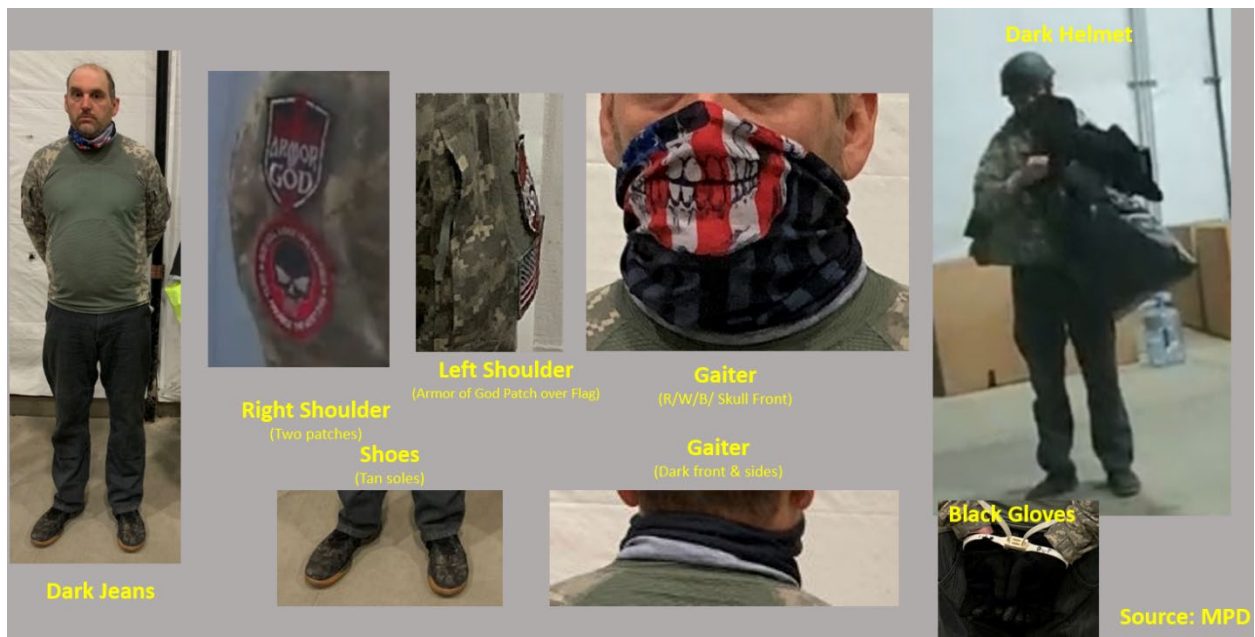 Dark Helmet
ARMOR
OF
GOD
Left Shoulder
(Armor of God Patch over Flag)
Gaiter
(R/W/B/ Skull Front)
Right Shoulder
(Two patches)
Shoes
(Tan soles)
Gaiter
(Dark front & sides)
Black Gloves
Dark Jeans
Source: MPD